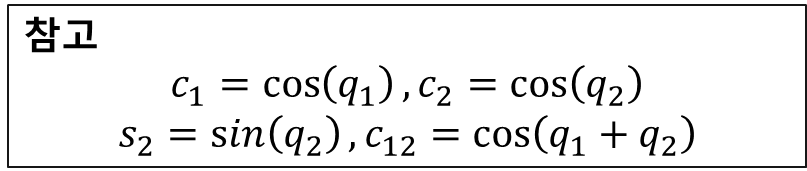 참고
c₁ = cos(q₁) , c₂ = cos(q₂)
s₂ = sin(q₂) , c₁₂ = cos(q₁ + q₂)